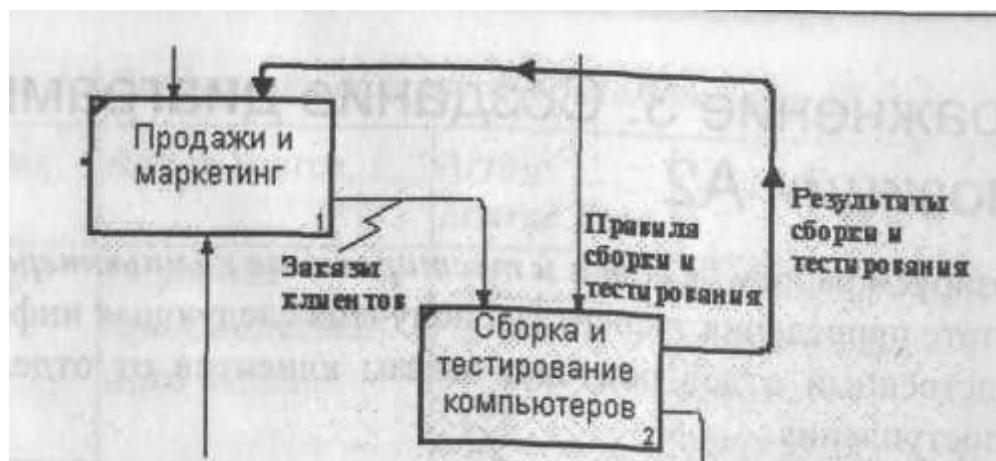 Продажи и
маркетинг
1
Заказы
клиентов
Правила
сборки и
тестирования
Результаты
сборки и
тестирования
Сборка и
тестирование
компьютеров
2